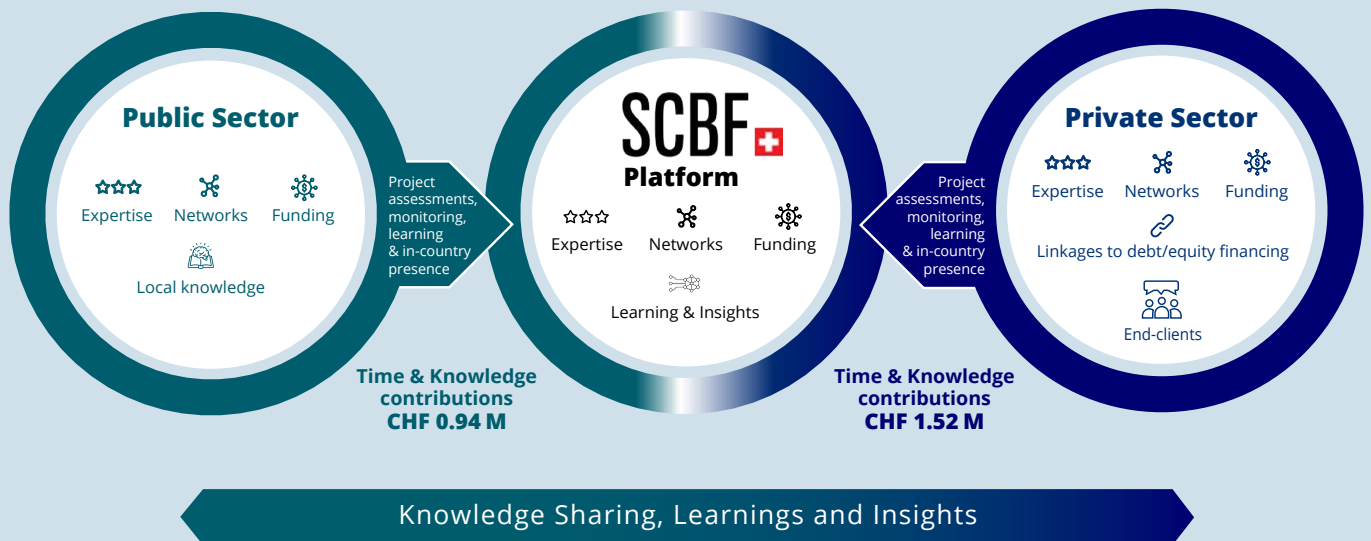 Public Sector
Expertise Networks Funding
Local knowledge
Project
assessments,
monitoring,
learning
& in-country
presence
Time & Knowledge
contributions
CHF 0.94 M
SCBF
Platform
Expertise Networks Funding
Learning & Insights
Project
assessments,
monitoring,
learning
& in-country
presence
Time & Knowledge
contributions
CHF 1.52 M
Private Sector
Expertise Networks Funding
Linkages to debt/equity financing
End-clients
Knowledge Sharing, Learnings and Insights